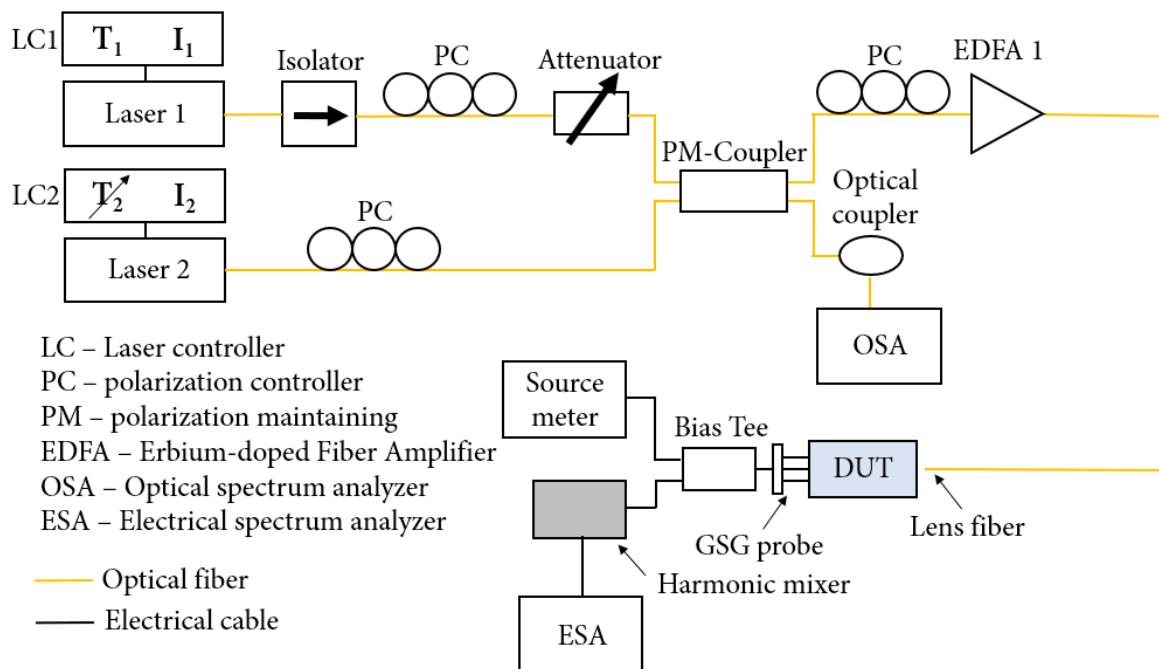 LC1
T₁ I₁
Laser 1
Isolator
PC
Attenuator
PC
EDFA 1
PM-Coupler
LC2
T₂ I₂
Laser 2
PC
Optical
coupler
OSA
LC – Laser controller
PC – polarization controller
PM – polarization maintaining
EDFA – Erbium-doped Fiber Amplifier
OSA – Optical spectrum analyzer
ESA – Electrical spectrum analyzer
Optical fiber
Electrical cable
Source
meter
Bias Tee
DUT
GSG probe
Lens fiber
Harmonic mixer
ESA